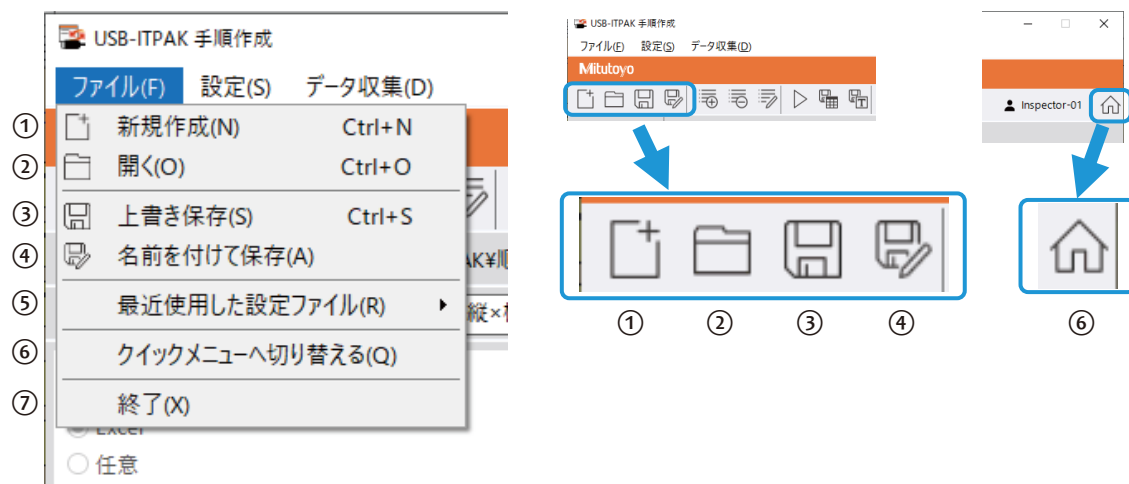 USB-ITPAK 手順作成
ファイル(F) 設定(S) データ収集(D)
① 新規作成(N) Ctrl+N
② 開く(O) Ctrl+O
③ 上書き保存(S) Ctrl+S
④ 名前を付けて保存(A)
⑤ 最近使用した設定ファイル(R)
⑥ クイックメニューへ切り替える(Q)
⑦ 終了(X)
AK¥順
縦×横
Excel
任意
USB-ITPAK 手順作成
ファイル(F) 設定(S) データ収集(D)
Mitutoyo
① ② ③ ④
Inspector-01
⑥